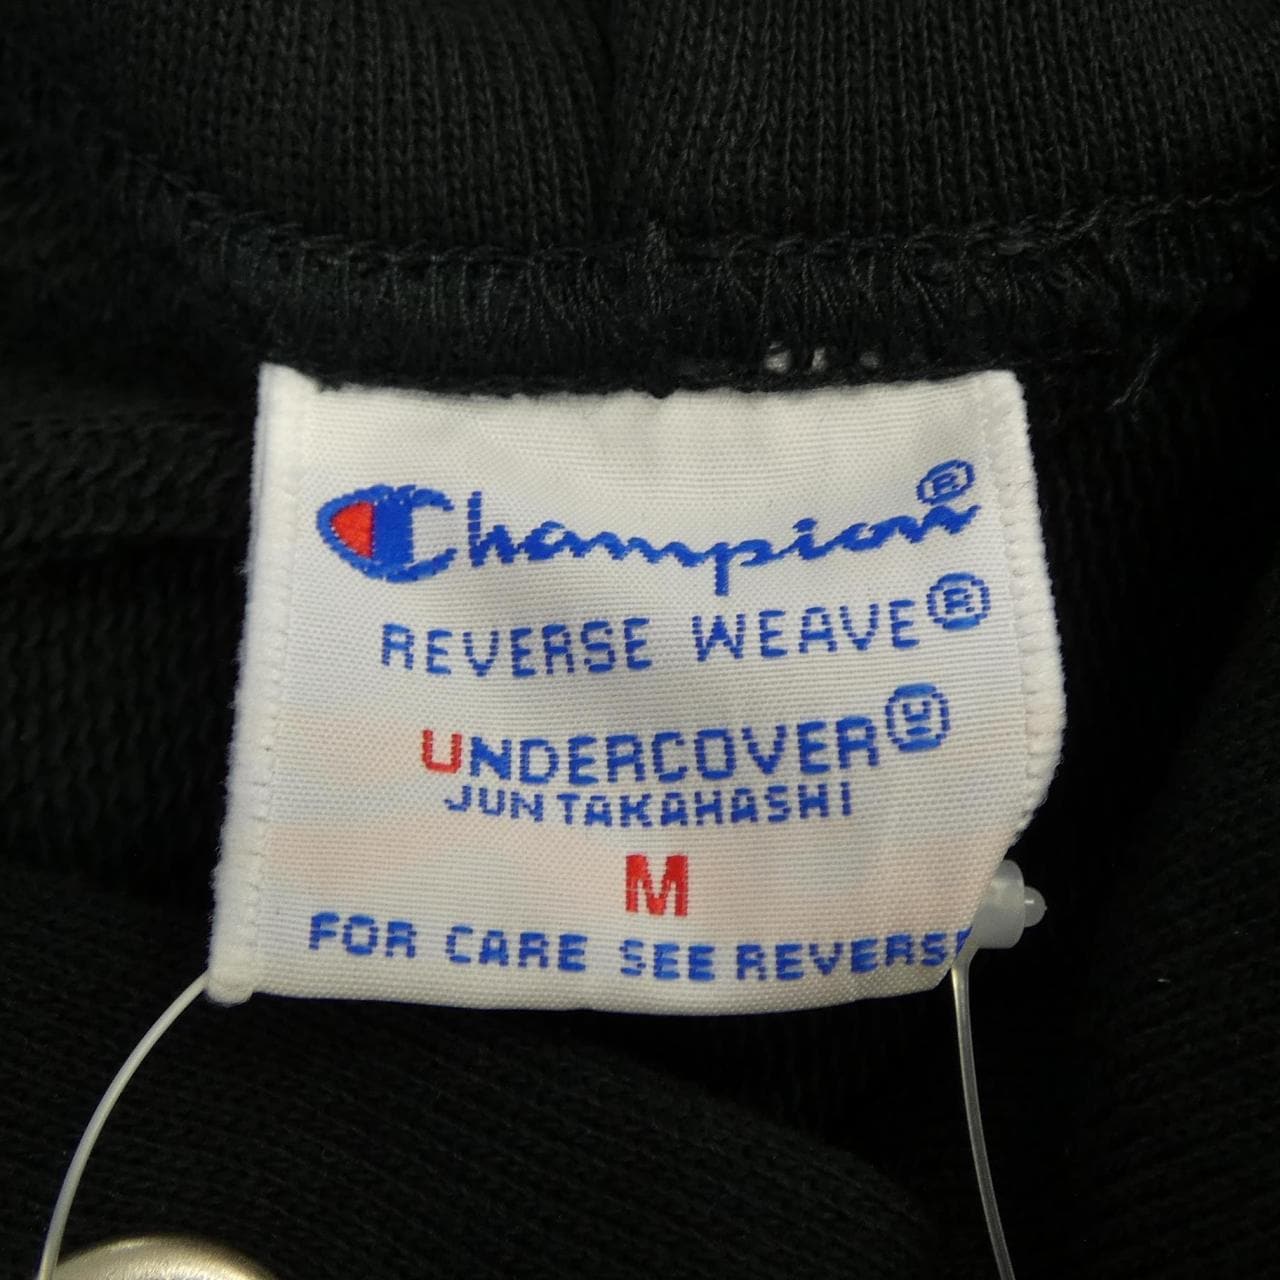 Champion®
REVERSE WEAVE®
UNDERCOVER
JUN TAKAHASHI
M
FOR CARE SEE REVERSE